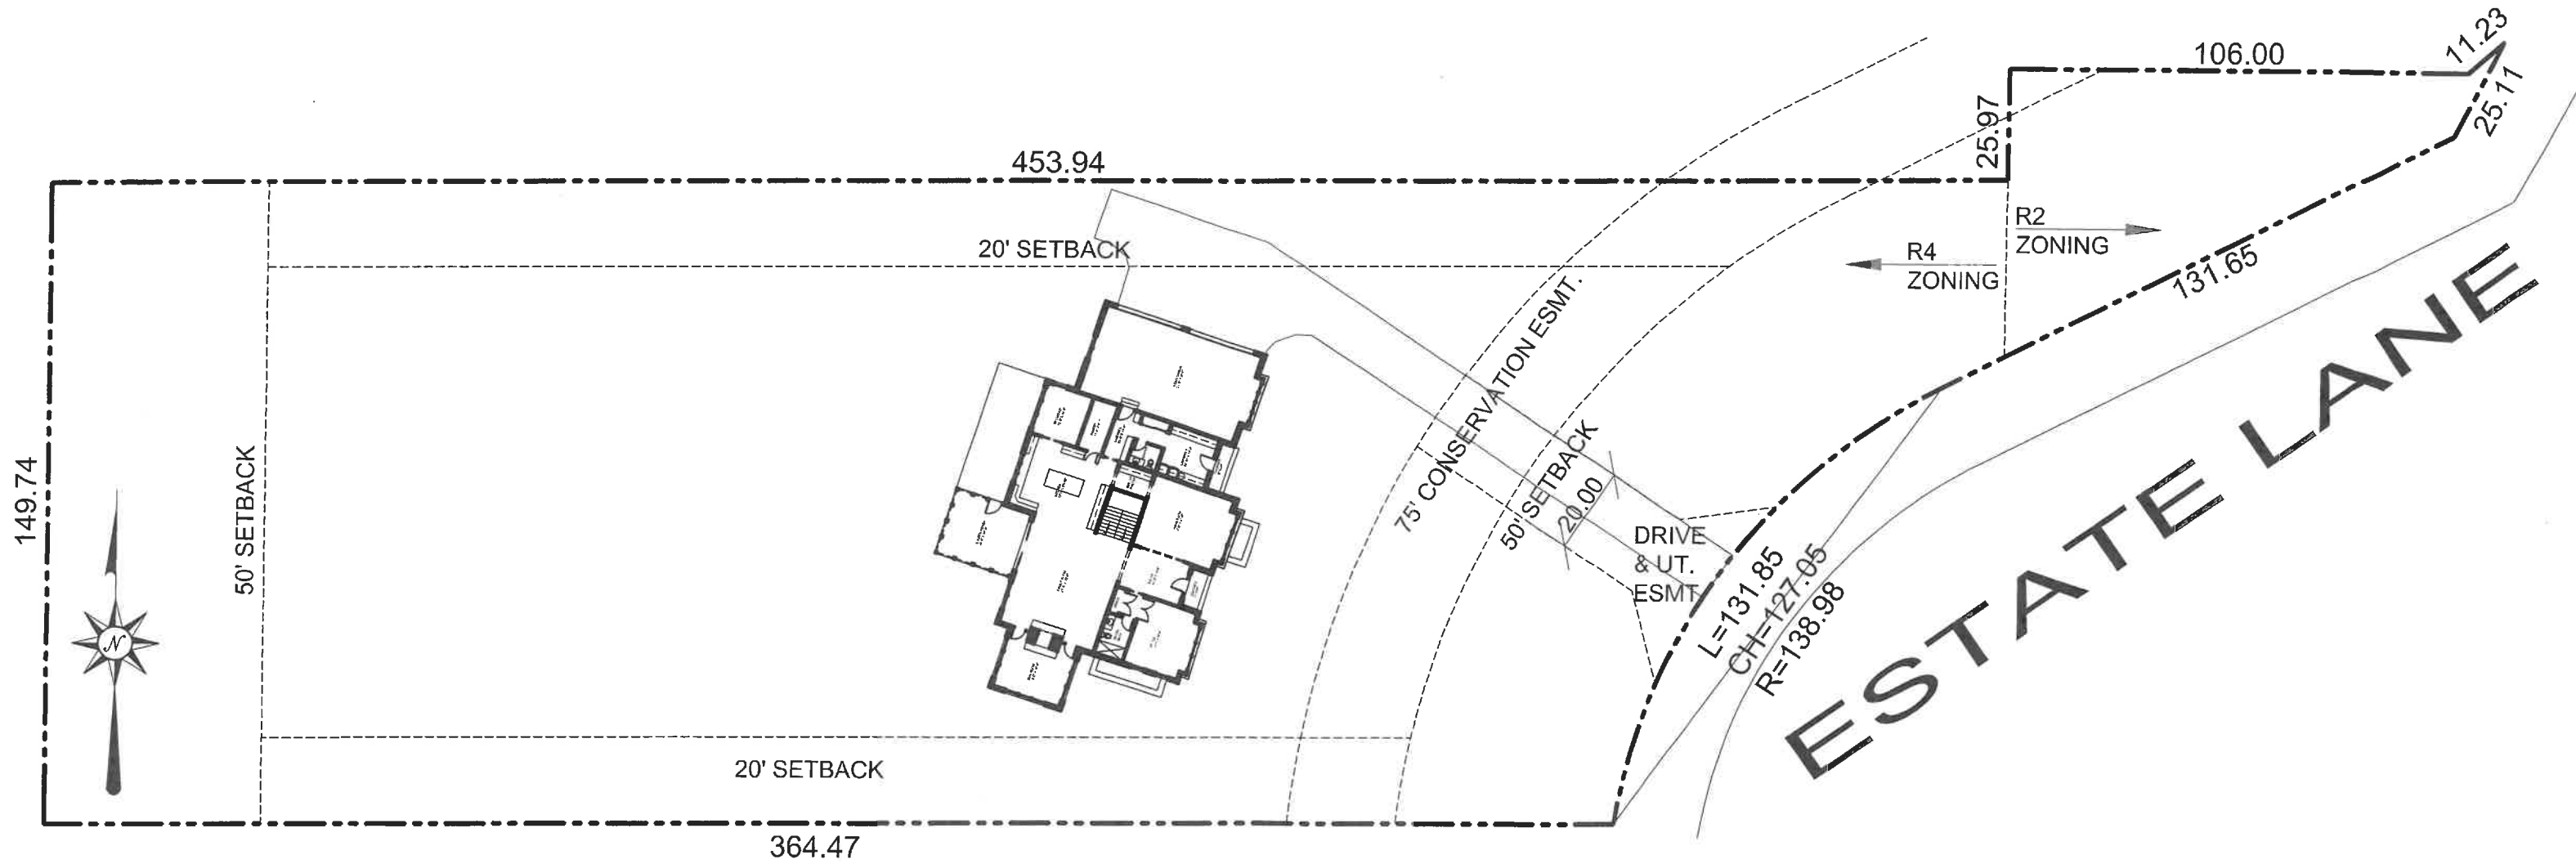 106.00
11.23
25.11
25.97
453.94
R2
ZONING
20' SETBACK
R4
ZONING
131.65
75' CONSERVATION ESMT.
50' SETBACK
20.00
149.74
50' SETBACK
DRIVE
& UT.
ESMT.
L=131.85
CH=127.05
R=138.98
ESTATE LANE
N
20' SETBACK
364.47